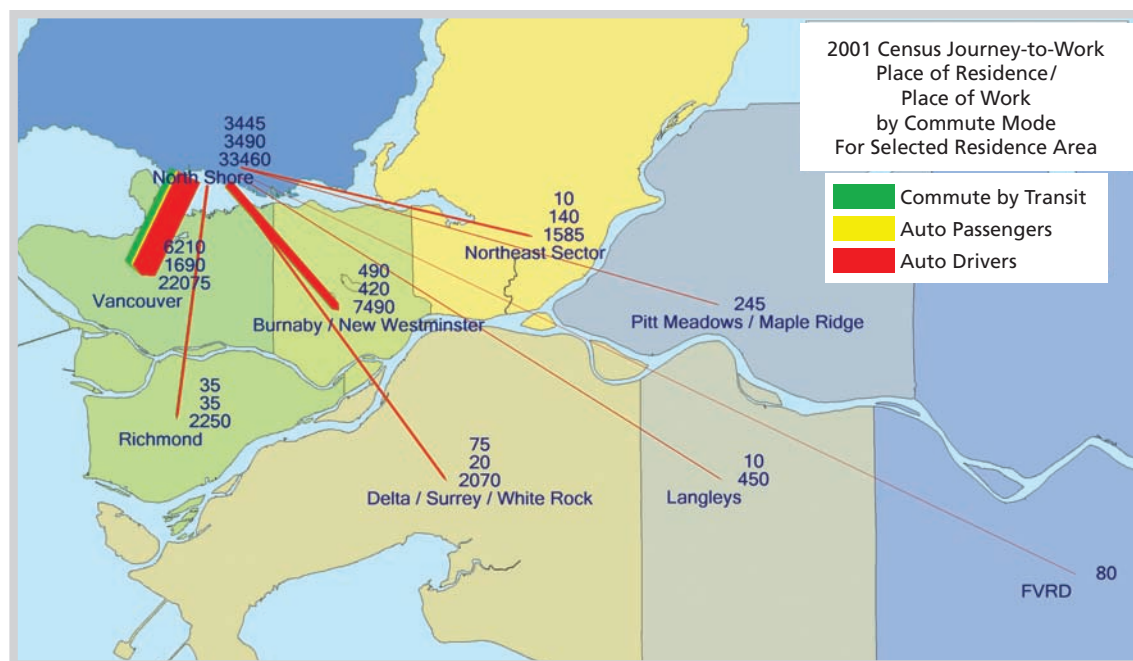 2001 Census Journey-to-Work
Place of Residence/
Place of Work
by Commute Mode
For Selected Residence Area
Commute by Transit
Auto Passengers
Auto Drivers
3445
3490
33460
North Shore
6210
1690
22075
Vancouver
490
420
7490
Burnaby / New Westminster
10
140
1585
Northeast Sector
245
Pitt Meadows / Maple Ridge
35
35
2250
Richmond
75
20
2070
Delta / Surrey / White Rock
10
450
Langleys
80
FVRD